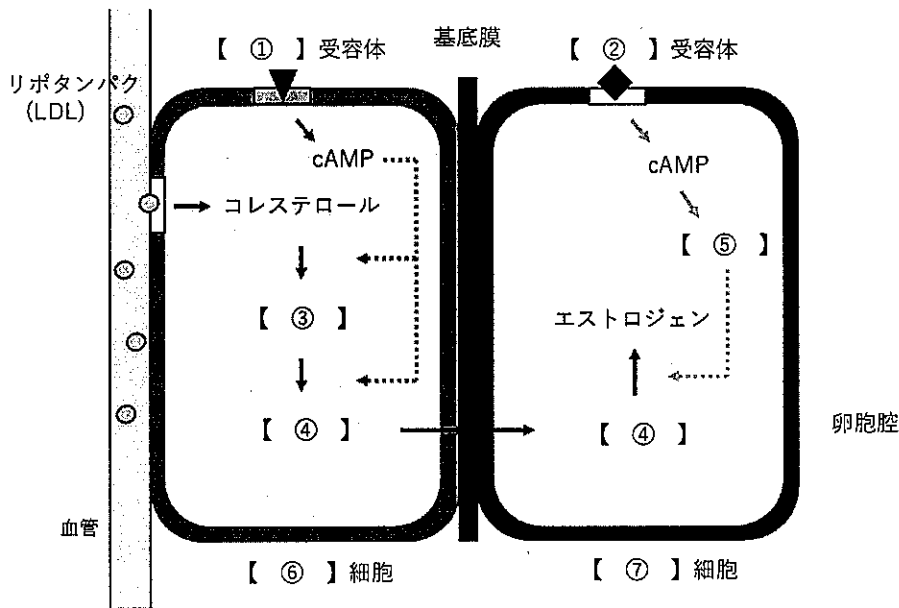 【 ① 】受容体
基底膜
【 ② 】受容体
リポタンパク
(LDL)
cAMP
cAMP
コレステロール
【 ⑤ 】
【 ③ 】
エストロジェン
【 ④ 】
【 ④ 】
卵胞腔
血管
【 ⑥ 】細胞
【 ⑦ 】細胞